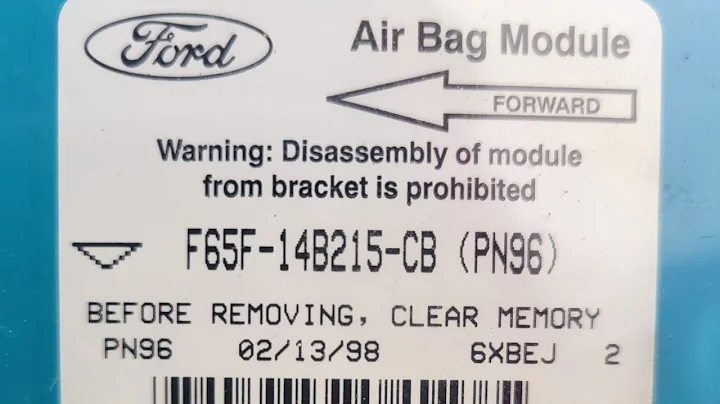 Ford Air Bag Module
FORWARD
Warning: Disassembly of module
from bracket is prohibited
F65F-14B215-CB (PN96)
BEFORE REMOVING, CLEAR MEMORY
PN96 02/13/98 6XBEJ 2